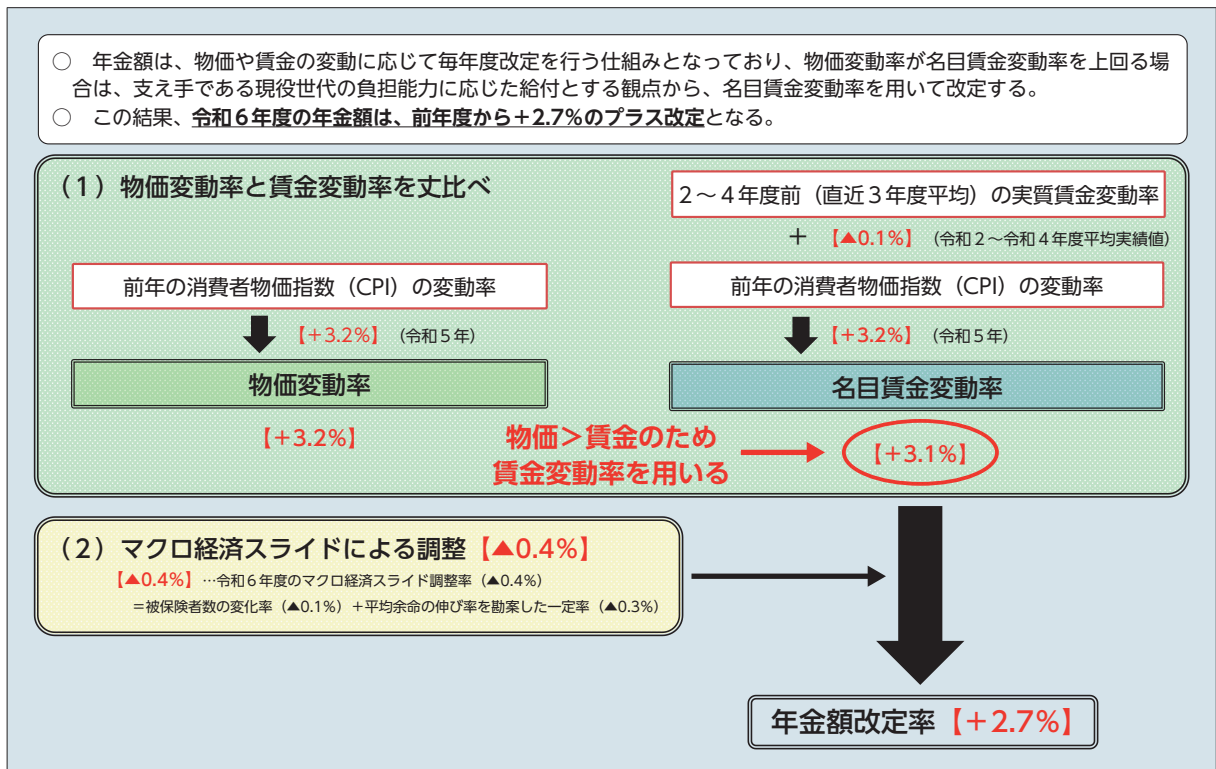 ○　年金額は、物価や賃金の変動に応じて毎年度改定を行う仕組みとなっており、物価変動率が名目賃金変動率を上回る場
合は、支え手である現役世代の負担能力に応じた給付とする観点から、名目賃金変動率を用いて改定する。
○　この結果、令和６年度の年金額は、前年度から＋2.7%のプラス改定となる。
（１）物価変動率と賃金変動率を丈比べ
２～４年度前（直近３年度平均）の実質賃金変動率
＋　【▲0.1%】（令和２～令和４年度平均実績値）
前年の消費者物価指数（CPI）の変動率
前年の消費者物価指数（CPI）の変動率
【＋3.2%】（令和５年）
【＋3.2%】（令和５年）
物価変動率
名目賃金変動率
【＋3.2%】
物価＞賃金のため
賃金変動率を用いる
【＋3.1%】
（２）マクロ経済スライドによる調整【▲0.4%】
【▲0.4%】…令和６年度のマクロ経済スライド調整率（▲0.4%）
＝被保険者数の変化率（▲0.1%）＋平均余命の伸び率を勘案した一定率（▲0.3%）
年金額改定率【＋2.7%】